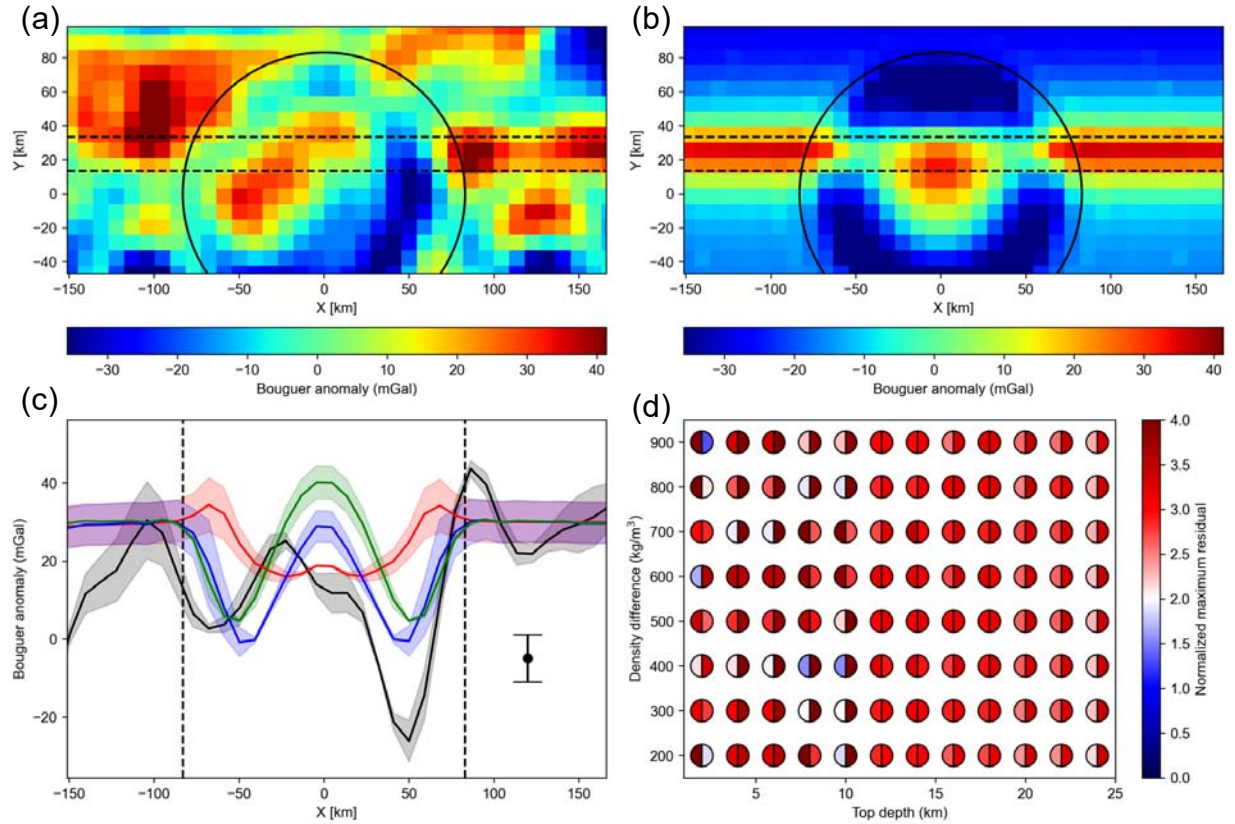 (a)
Y [km]
80
60
40
20
0
−20
−40
−150 −100 −50 0 50 100 150
X [km]
−30 −20 −10 0 10 20 30 40
Bouguer anomaly (mGal)
(b)
Y [km]
80
60
40
20
0
−20
−40
−150 −100 −50 0 50 100 150
X [km]
−30 −20 −10 0 10 20 30 40
Bouguer anomaly (mGal)
(c)
Bouguer anomaly (mGal)
40
20
0
−20
−150 −100 −50 0 50 100 150
X [km]
(d)
Density difference (kg/m³)
900
800
700
600
500
400
300
200
5 10 15 20 25
Top depth (km)
4.0
3.5
3.0
2.5
2.0
1.5
1.0
0.5
0.0
Normalized maximum residual